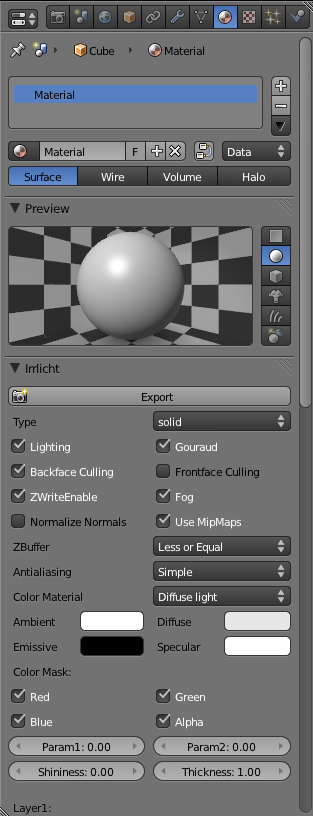 Cube Material
Material
Material F Data
Surface Wire Volume Halo
Preview
Irrlicht
Export
Type solid
Lighting Gouraud
Backface Culling Frontface Culling
ZWriteEnable Fog
Normalize Normals Use MipMaps
ZBuffer Less or Equal
Antialiasing Simple
Color Material Diffuse light
Ambient Diffuse
Emissive Specular
Color Mask:
Red Green
Blue Alpha
Param1: 0.00 Param2: 0.00
Shininess: 0.00 Thickness: 1.00
Layer1: